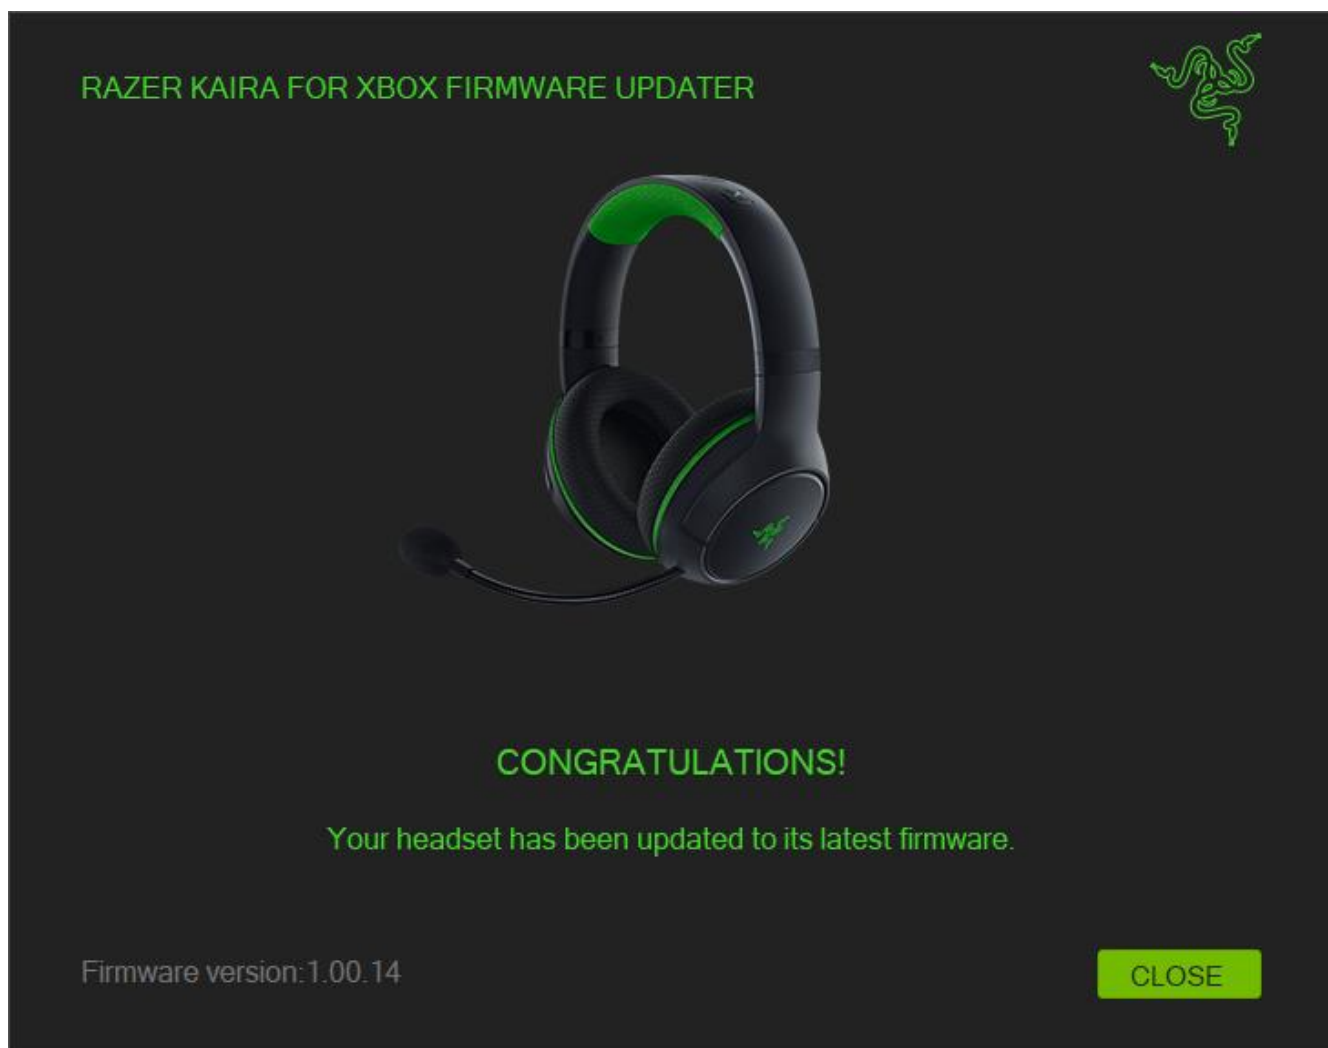 RAZER KAIRA FOR XBOX FIRMWARE UPDATER
CONGRATULATIONS!
Your headset has been updated to its latest firmware.
Firmware version:1.00.14
CLOSE